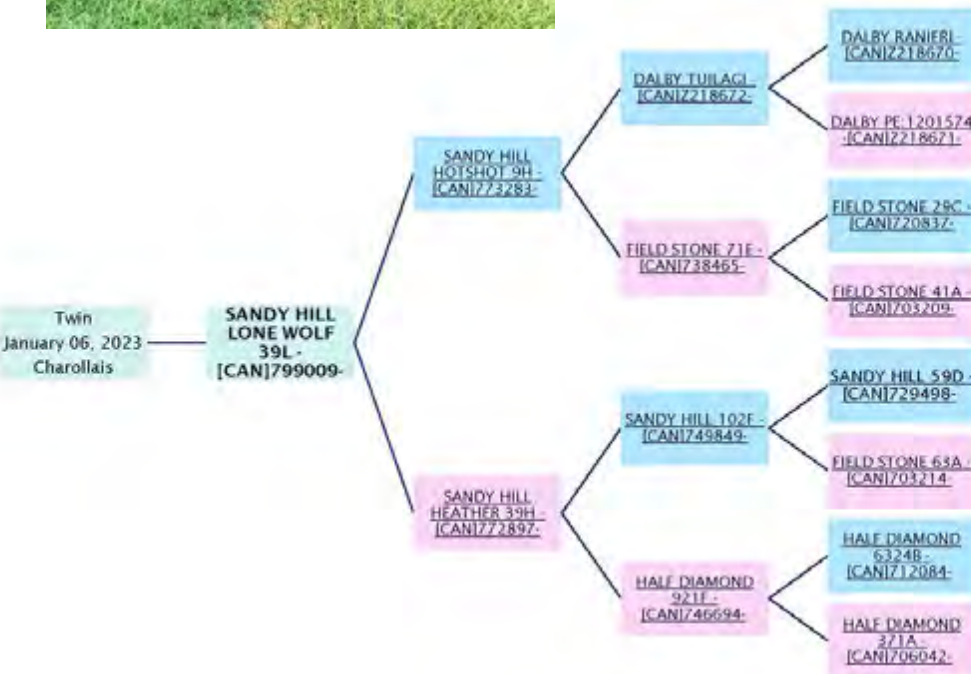 Twin
January 06, 2023
Charollais
SANDY HILL
LONE WOLF
39L -
[CAN]799009-
SANDY HILL
HOTSHOT 9H -
[CAN]773283-
SANDY HILL
HEATHER 39H -
[CAN]772897-
DALBY TUILAGI -
[CAN]Z218672-
FIELD STONE 71E -
[CAN]738465-
SANDY HILL 102F -
[CAN]749849-
HALF DIAMOND
921F -
[CAN]746694-
DALBY RANIERI -
[CAN]Z218670-
DALBY PE:1201574
-[CAN]Z218671-
FIELD STONE 29C -
[CAN]720837-
FIELD STONE 41A -
[CAN]703209-
SANDY HILL 59D -
[CAN]729498-
FIELD STONE 63A -
[CAN]703214-
HALF DIAMOND
6324B -
[CAN]712084-
HALF DIAMOND
371A -
[CAN]706042-